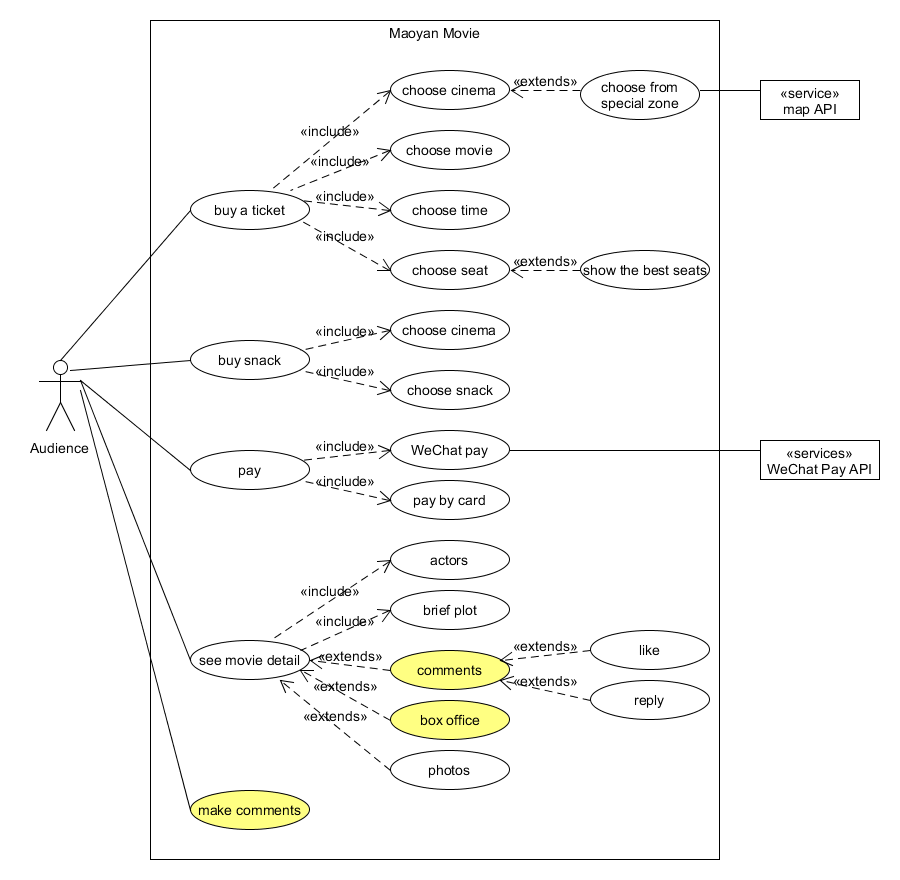 Maoyan Movie
choose cinema
«extends»
choose from
special zone
«service»
map API
«include»
choose movie
«include»
buy a ticket
«include»
choose time
«include»
choose seat
«extends»
show the best seats
buy snack
«include»
choose cinema
«include»
choose snack
Audience
pay
«include»
WeChat pay
«services»
WeChat Pay API
«include»
pay by card
actors
«include»
brief plot
«include»
see movie detail
«extends»
comments
«extends»
like
«extends»
reply
«extends»
box office
«extends»
photos
make comments